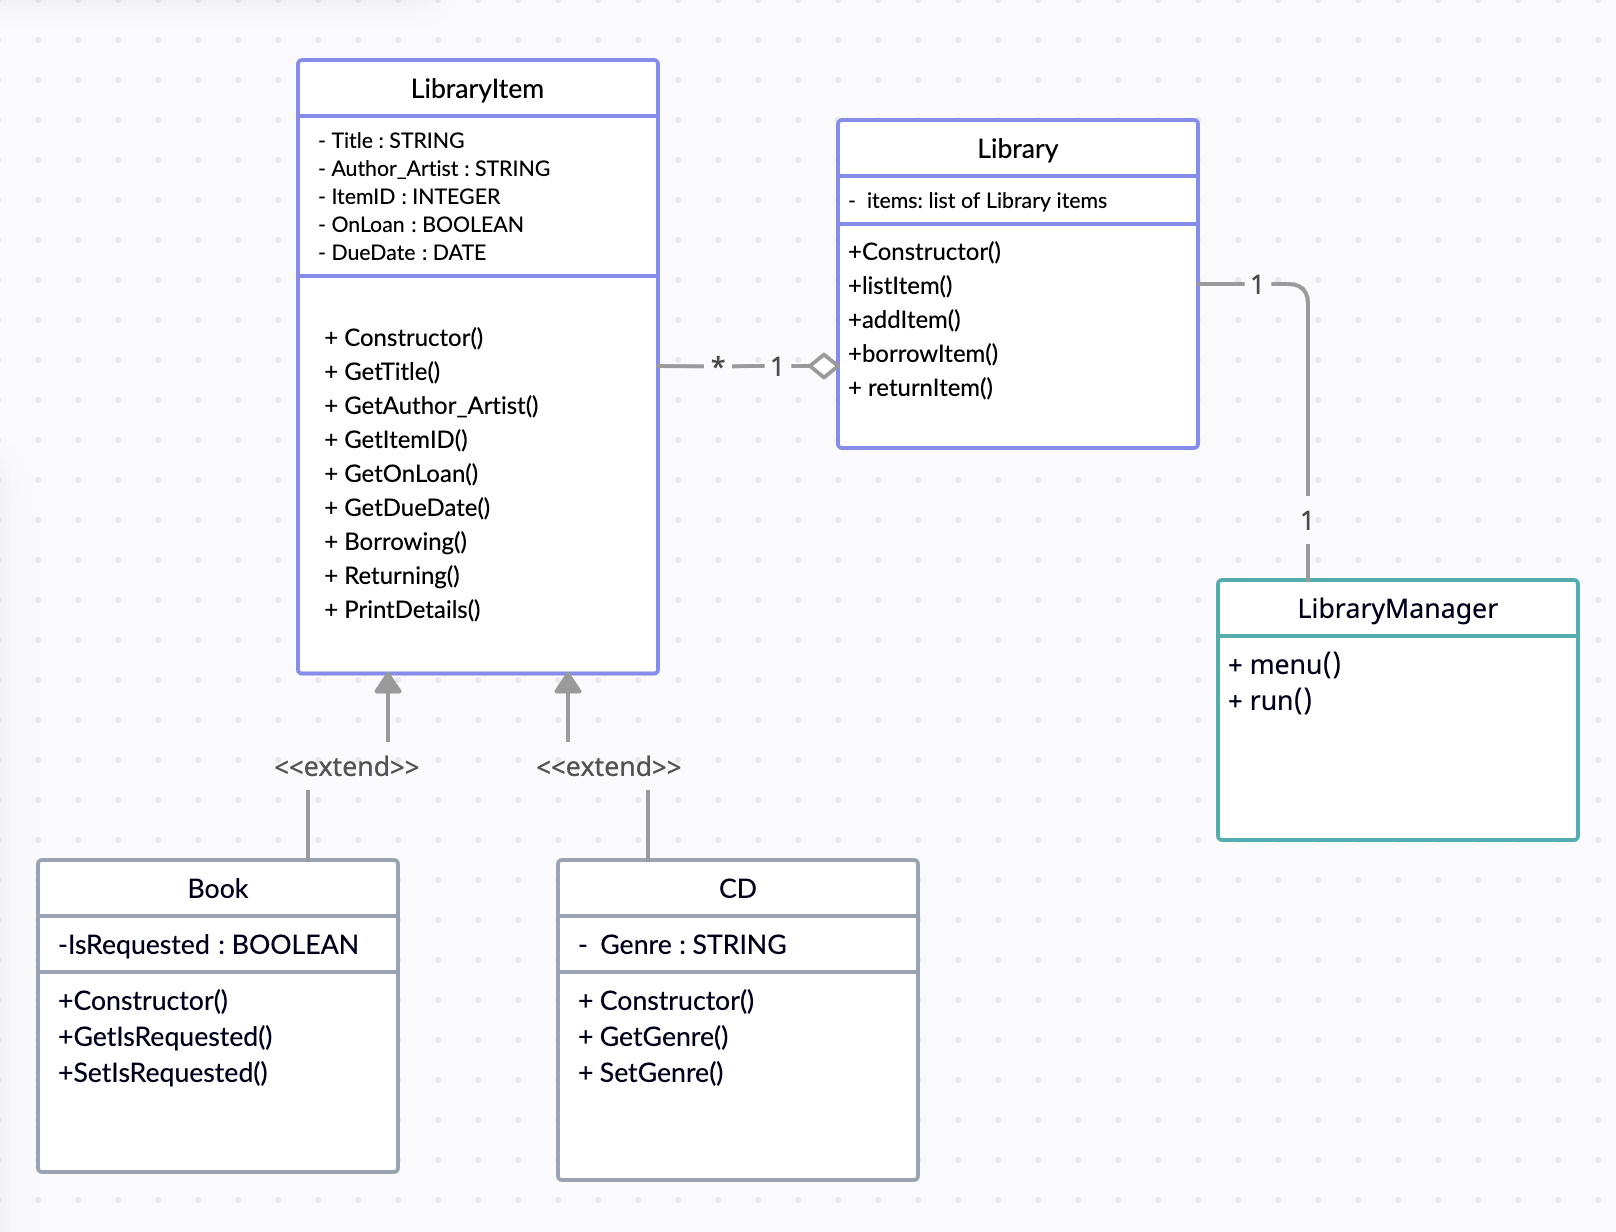 LibraryItem
- Title : STRING
- Author_Artist : STRING
- ItemID : INTEGER
- OnLoan : BOOLEAN
- DueDate : DATE
+ Constructor()
+ GetTitle()
+ GetAuthor_Artist()
+ GetItemID()
+ GetOnLoan()
+ GetDueDate()
+ Borrowing()
+ Returning()
+ PrintDetails()
* 1
Library
- items: list of Library items
+Constructor()
+listItem()
+addItem()
+borrowItem()
+ returnItem()
1
1
LibraryManager
+ menu()
+ run()
<<extend>>
<<extend>>
Book
-IsRequested : BOOLEAN
+Constructor()
+GetIsRequested()
+SetIsRequested()
CD
- Genre : STRING
+ Constructor()
+ GetGenre()
+ SetGenre()